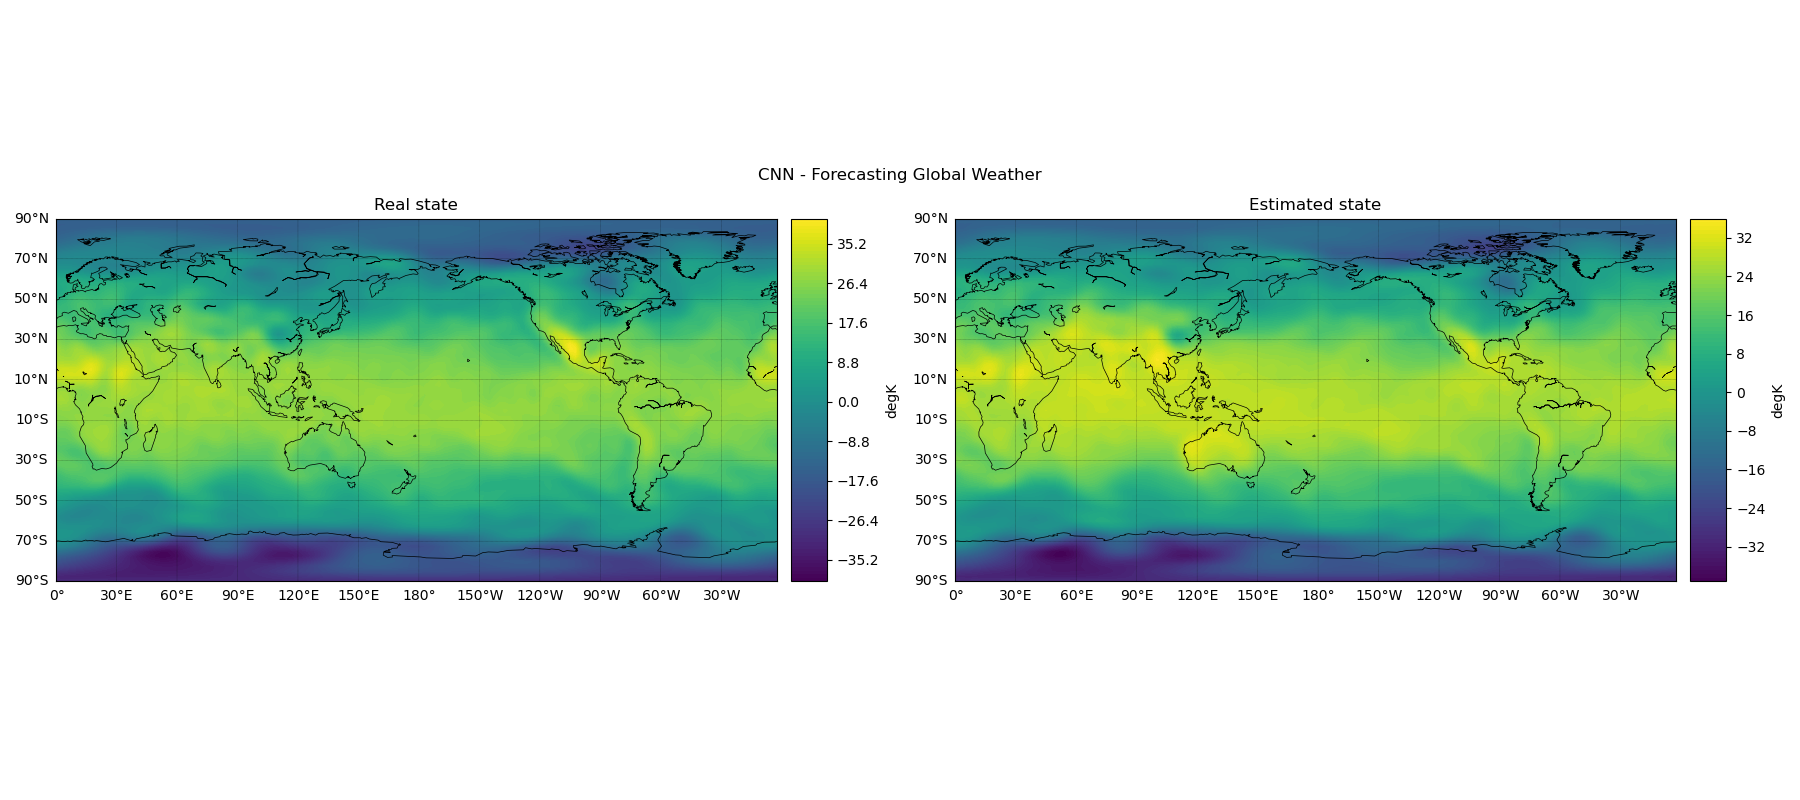 CNN - Forecasting Global Weather
Real state
90°N
70°N
50°N
30°N
10°N
10°S
30°S
50°S
70°S
90°S
0° 30°E 60°E 90°E 120°E 150°E 180° 150°W 120°W 90°W 60°W 30°W
35.2
26.4
17.6
8.8
0.0
−8.8
−17.6
−26.4
−35.2
degK
Estimated state
90°N
70°N
50°N
30°N
10°N
10°S
30°S
50°S
70°S
90°S
0° 30°E 60°E 90°E 120°E 150°E 180° 150°W 120°W 90°W 60°W 30°W
32
24
16
8
0
−8
−16
−24
−32
degK